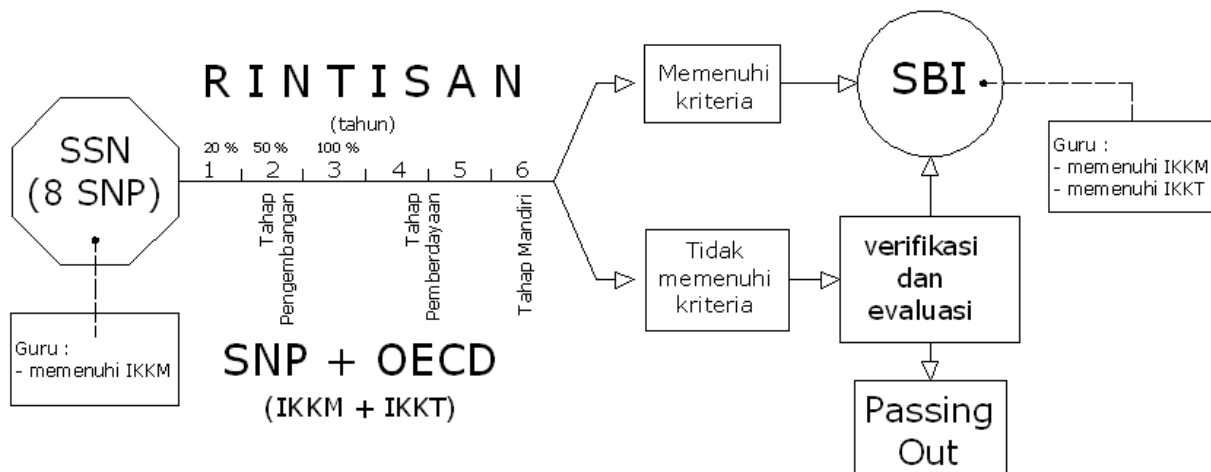 SSN
(8 SNP)
Guru :
- memenuhi IKKM
R I N T I S A N
(tahun)
20 % 50 % 100 %
1 2 3 4 5 6
Tahap
Pengembangan
Tahap
Pemberdayaan
Tahap Mandiri
SNP + OECD
(IKKM + IKKT)
Memenuhi
kriteria
Tidak
memenuhi
kriteria
SBI
Guru :
- memenuhi IKKM
- memenuhi IKKT
verifikasi
dan
evaluasi
Passing
Out